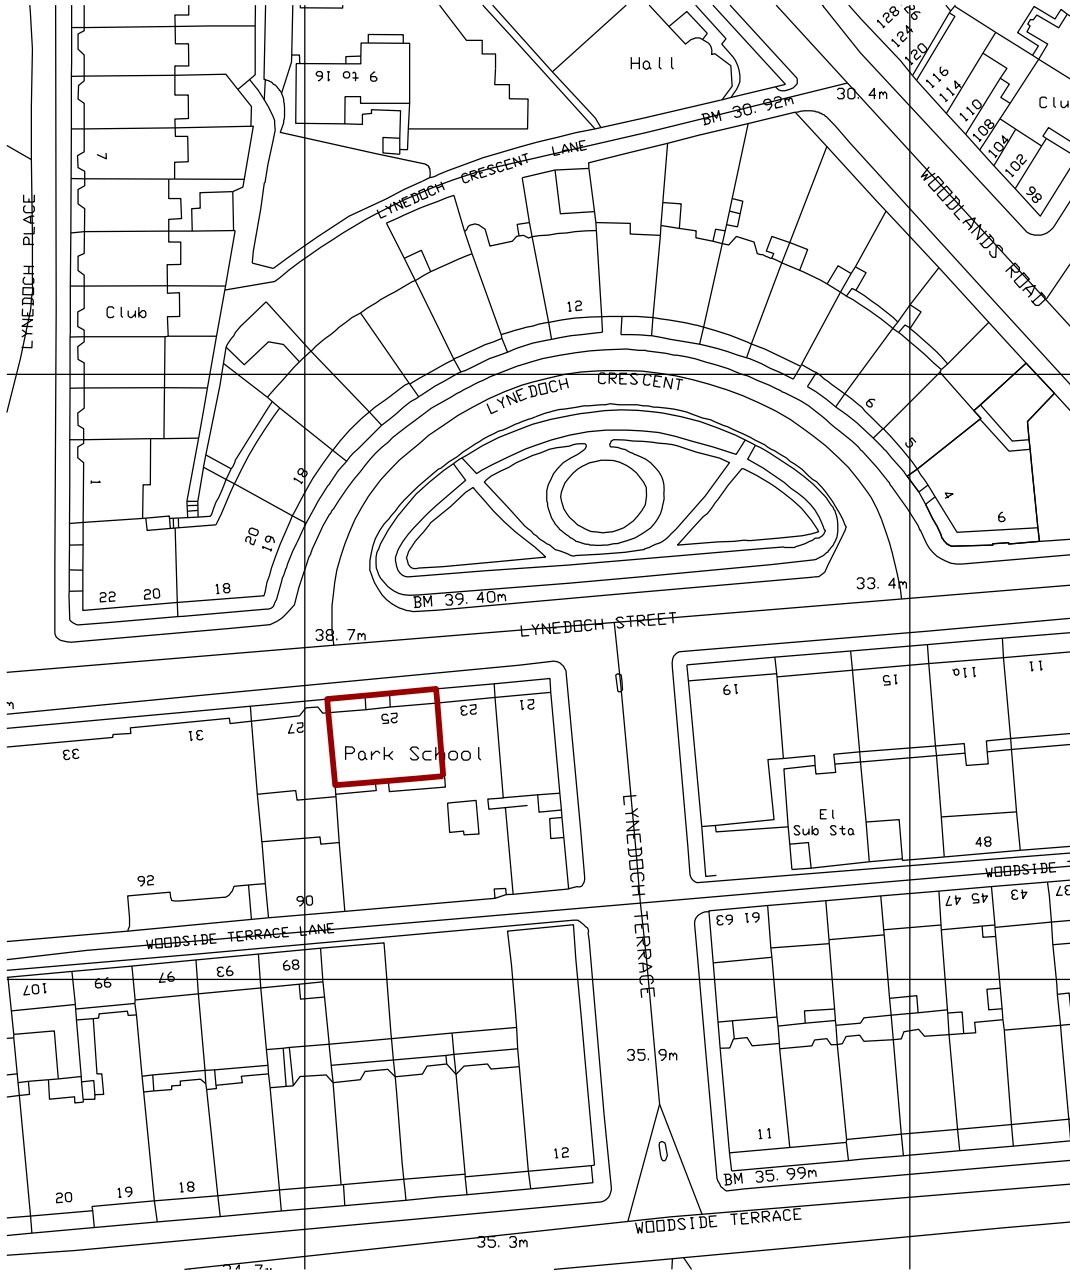 128
26
124
120
116
114
110
108
104
102
98
Hall
Clu
9 to 16
BM 30. 92m
30. 4m
LYNEDOCH CRESCENT LANE
WOODLANDS ROAD
7
LYNEDOCH PLACE
Club
12
LYNEDOCH CRESCENT
6
5
4
6
1
18
20
19
22
20
18
BM 39. 40m
33. 4m
38. 7m
LYNEDOCH STREET
19
15
11a
11
33
31
27
25
23
21
Park School
El
Sub Sta
48
LYNEDOCH TERRACE
WOODSIDE T
92
90
WOODSIDE TERRACE LANE
63
61
47
45
43
37
107
99
97
93
89
35. 9m
20
19
18
12
11
BM 35. 99m
WOODSIDE TERRACE
35. 3m